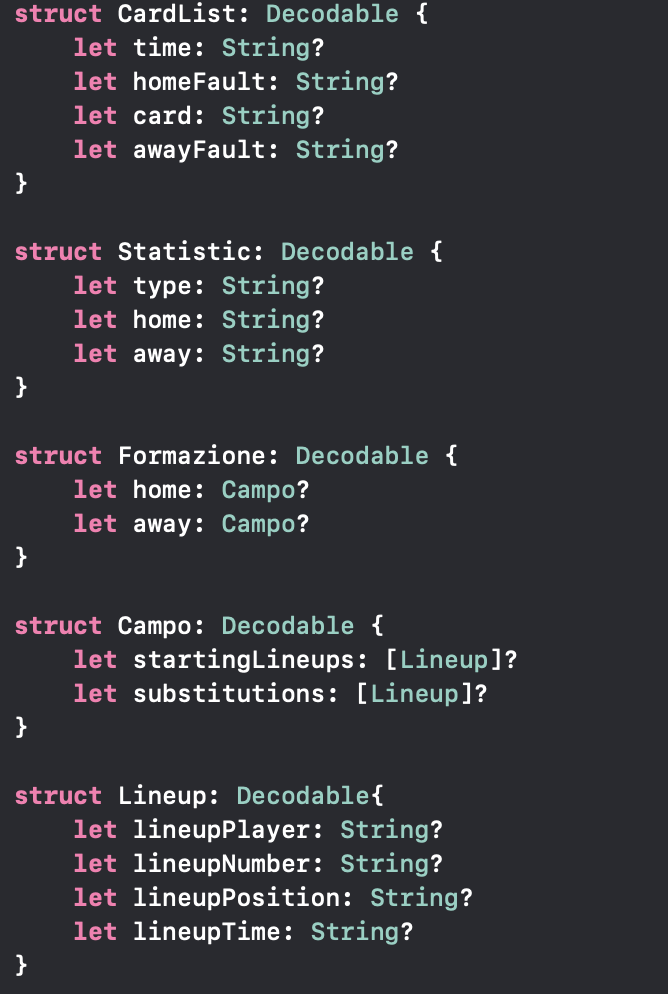 struct CardList: Decodable {
    let time: String?
    let homeFault: String?
    let card: String?
    let awayFault: String?
}

struct Statistic: Decodable {
    let type: String?
    let home: String?
    let away: String?
}

struct Formazione: Decodable {
    let home: Campo?
    let away: Campo?
}

struct Campo: Decodable {
    let startingLineups: [Lineup]?
    let substitutions: [Lineup]?
}

struct Lineup: Decodable{
    let lineupPlayer: String?
    let lineupNumber: String?
    let lineupPosition: String?
    let lineupTime: String?
}